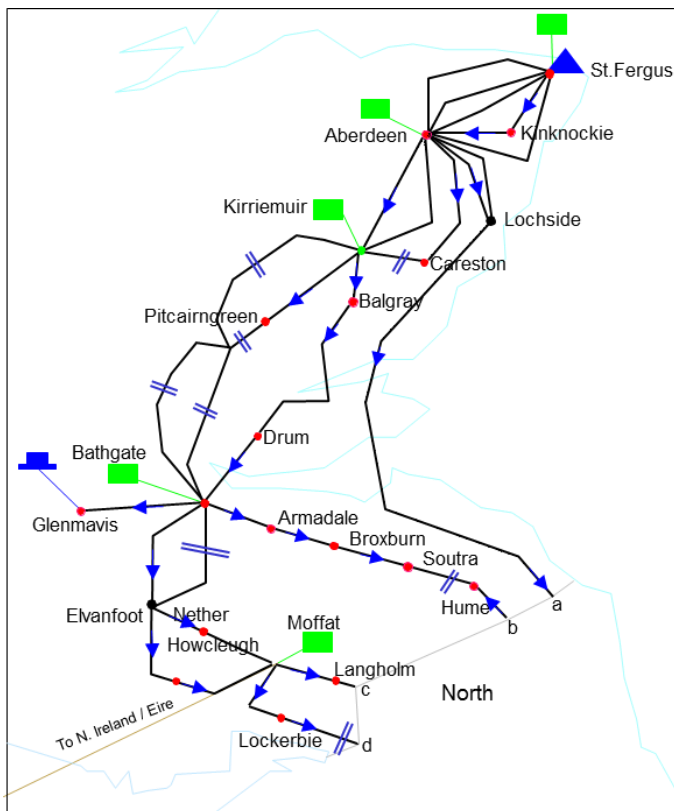 St.Fergus
Aberdeen
Kinknockie
Kirriemuir
Lochside
Careston
Balgray
Pitcairngreen
Drum
Bathgate
Glenmavis
Armadale
Broxburn
Soutra
Hume
a
b
Elvanfoot
Nether
Howcleugh
Moffat
Langholm
c
North
To N. Ireland / Eire
Lockerbie
d